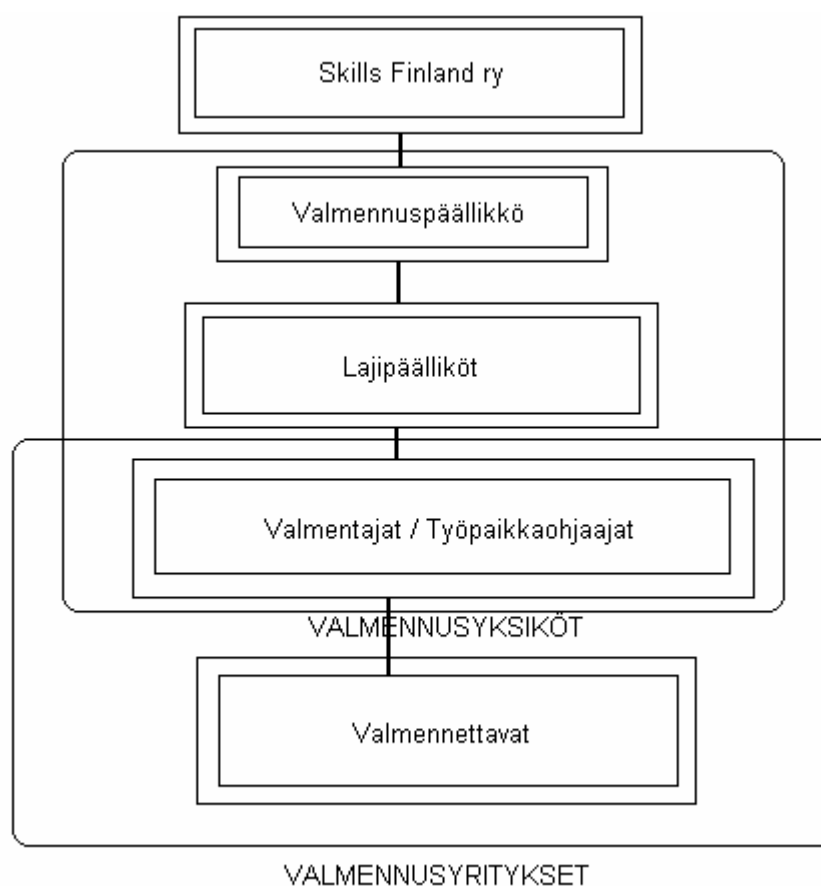 Skills Finland ry
Valmennuspäällikkö
Lajipäälliköt
Valmentajat / Työpaikkaohjaajat
VALMENNUSYKSIKÖT
Valmennettavat
VALMENNUSYRITYKSET